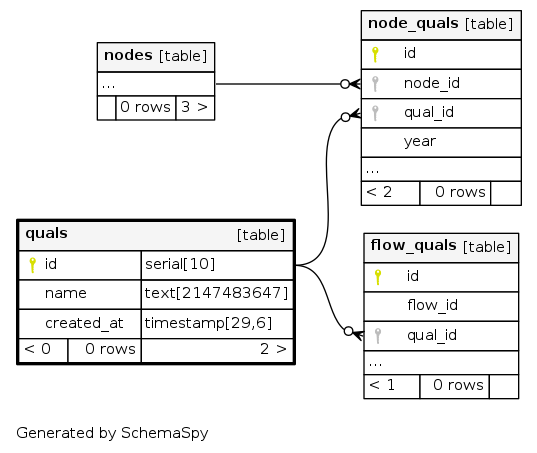 nodes [table]
...
0 rows 3 >
node_quals [table]
id
node_id
qual_id
year
...
< 2 0 rows
quals [table]
id serial[10]
name text[2147483647]
created_at timestamp[29,6]
< 0 0 rows 2 >
flow_quals [table]
id
flow_id
qual_id
...
< 1 0 rows
Generated by SchemaSpy